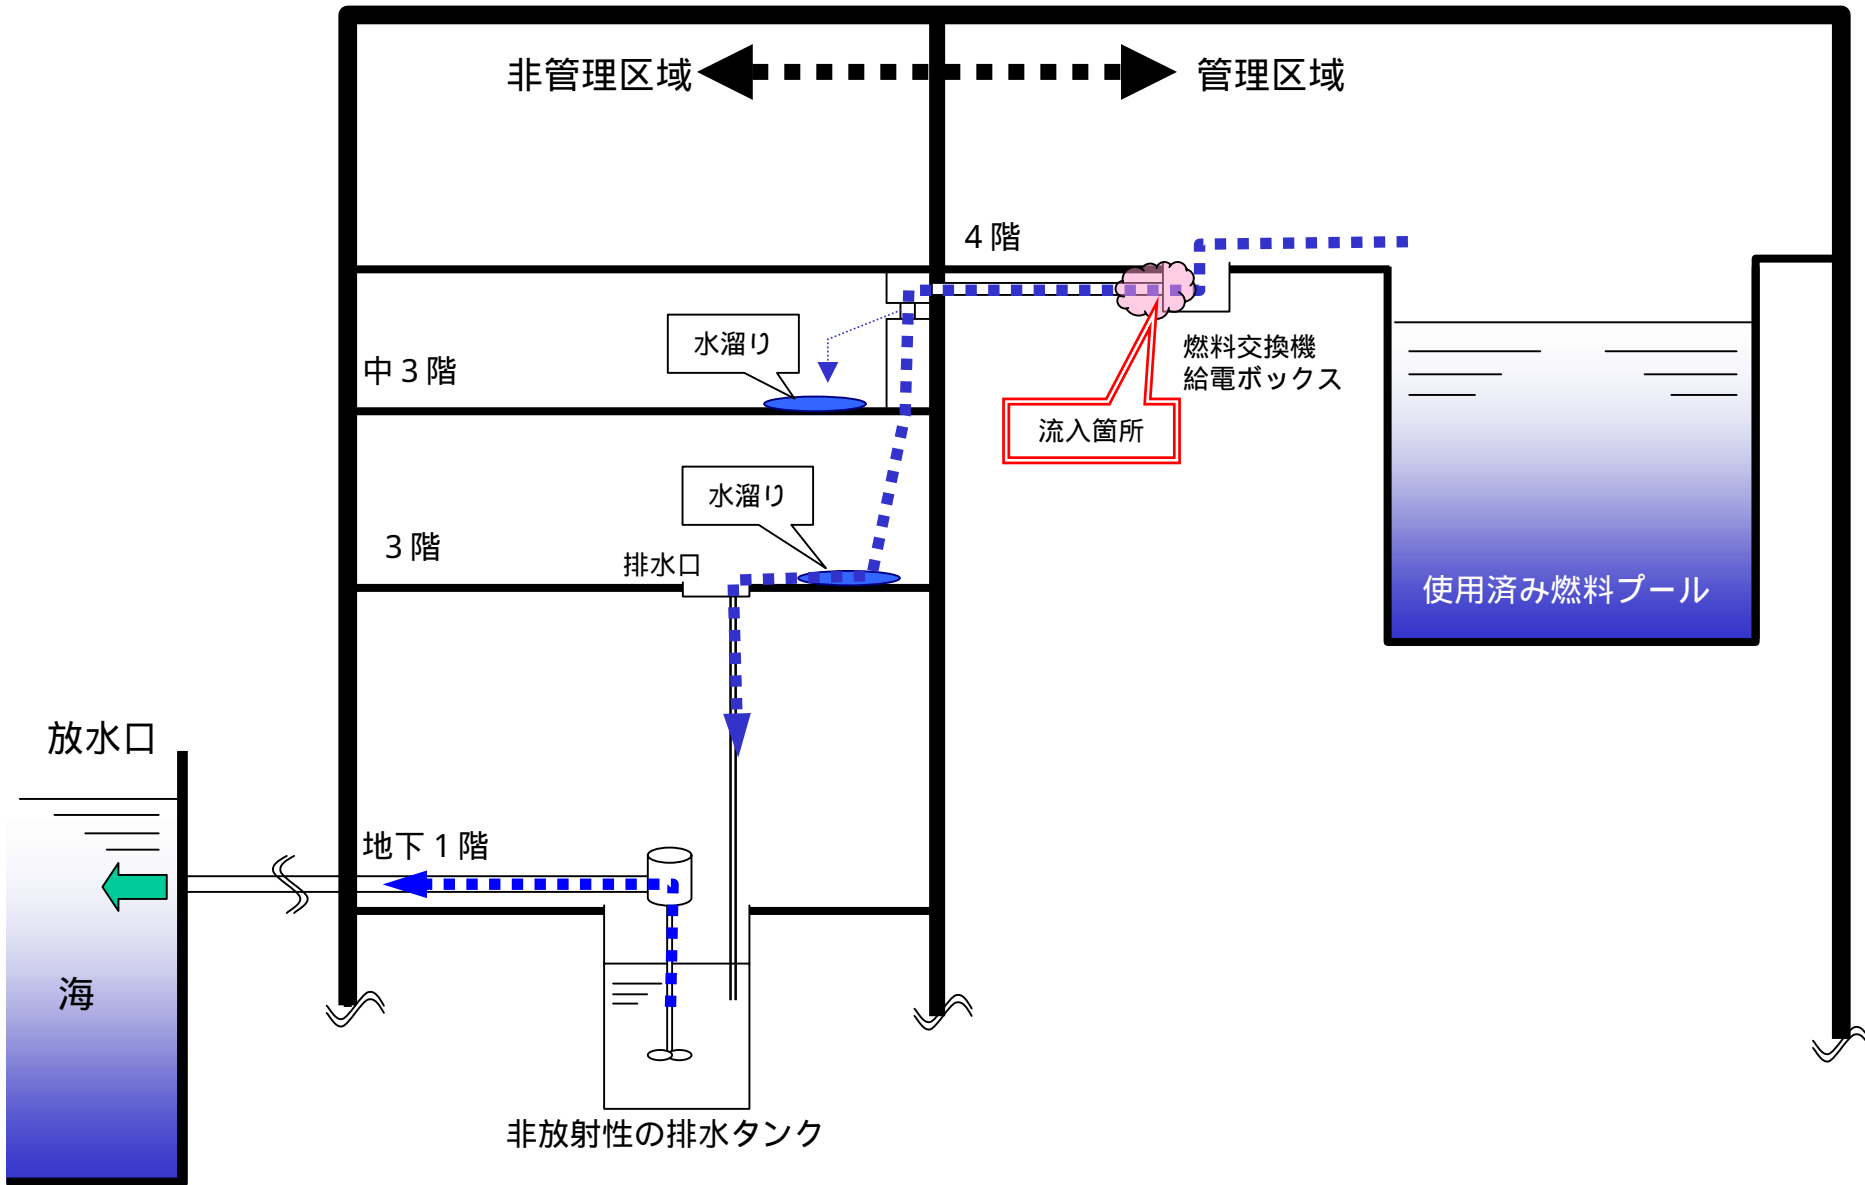 非管理区域
管理区域
4階
水溜り
中3階
燃料交換機
給電ボックス
流入箇所
水溜り
3階
排水口
使用済み燃料プール
放水口
地下1階
海
非放射性の排水タンク